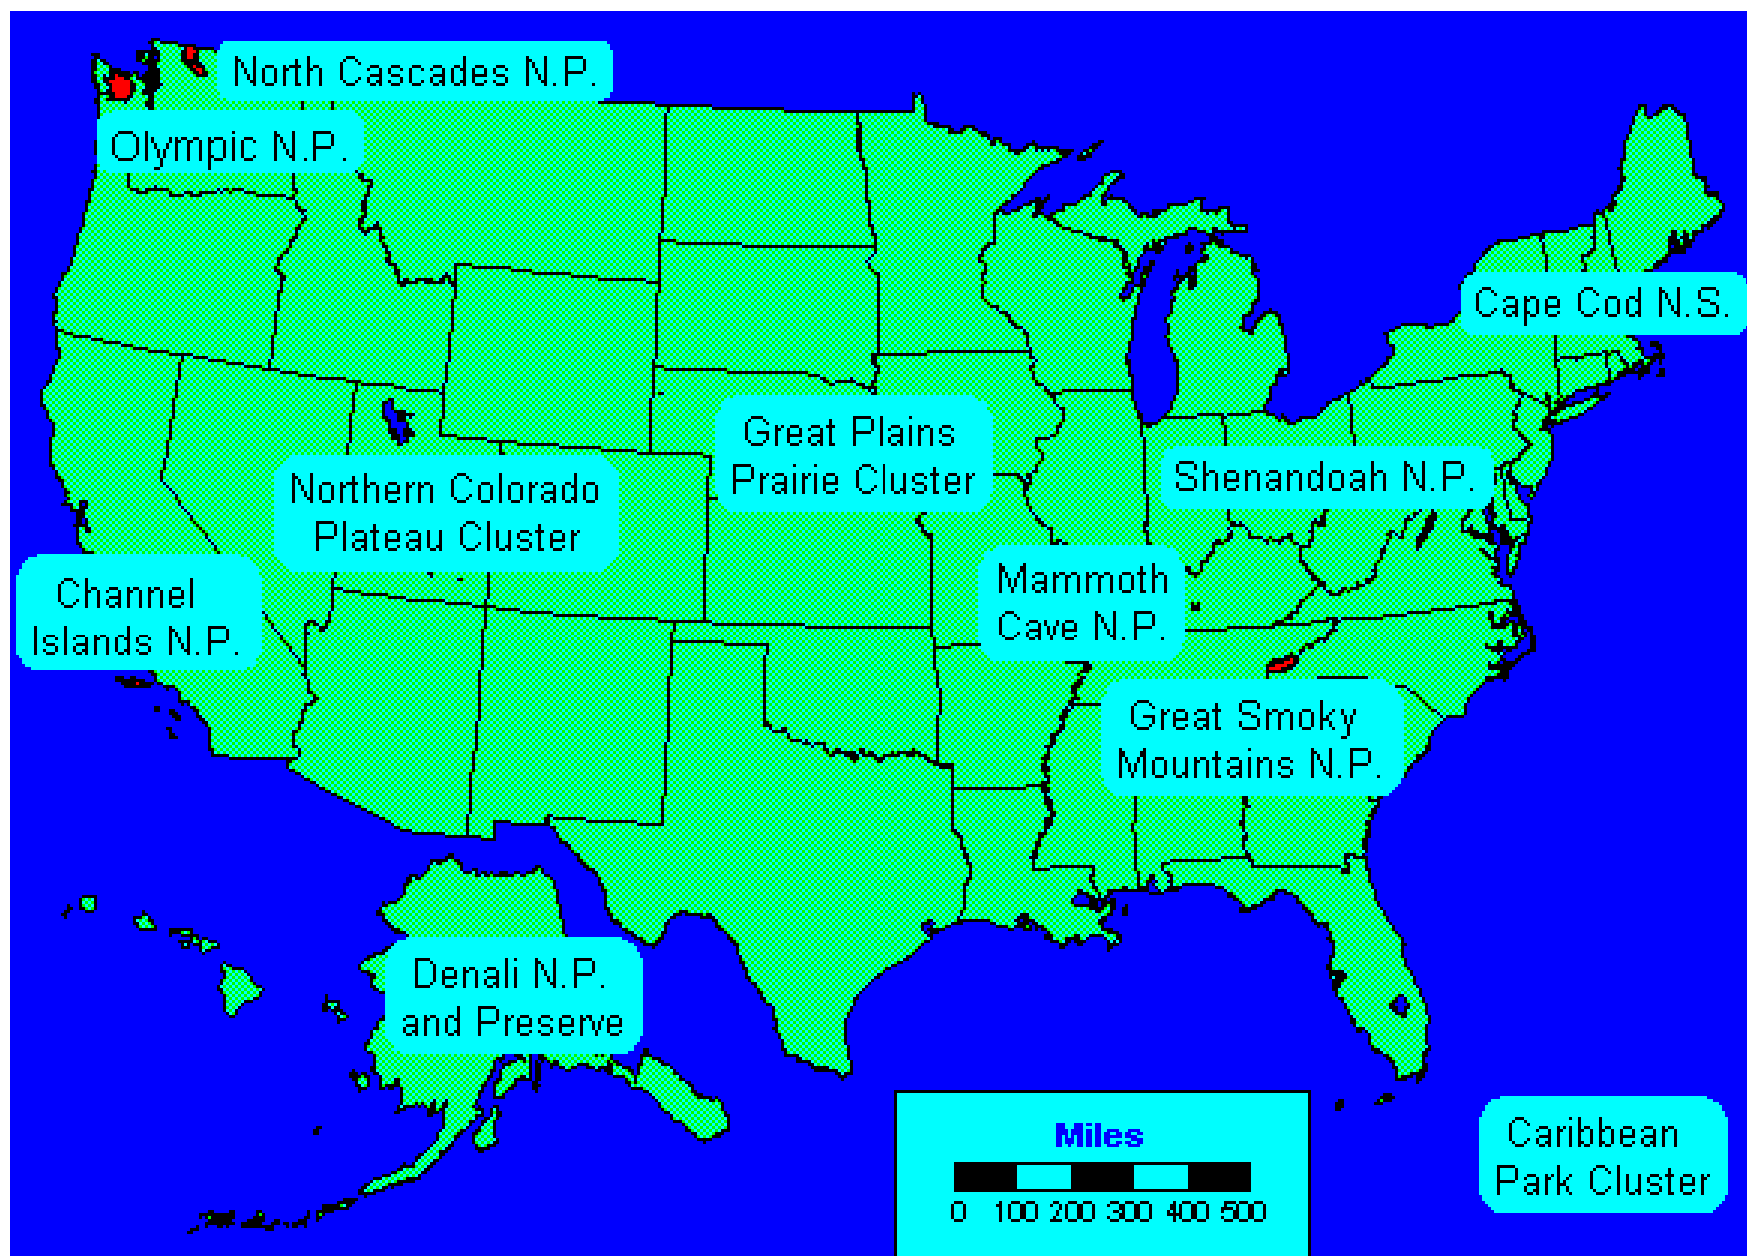 North Cascades N.P.
Olympic N.P.
Cape Cod N.S.
Great Plains
Prairie Cluster
Shenandoah N.P.
Northern Colorado
Plateau Cluster
Channel
Islands N.P.
Mammoth
Cave N.P.
Great Smoky
Mountains N.P.
Denali N.P.
and Preserve
Caribbean
Park Cluster
Miles
0 100 200 300 400 500